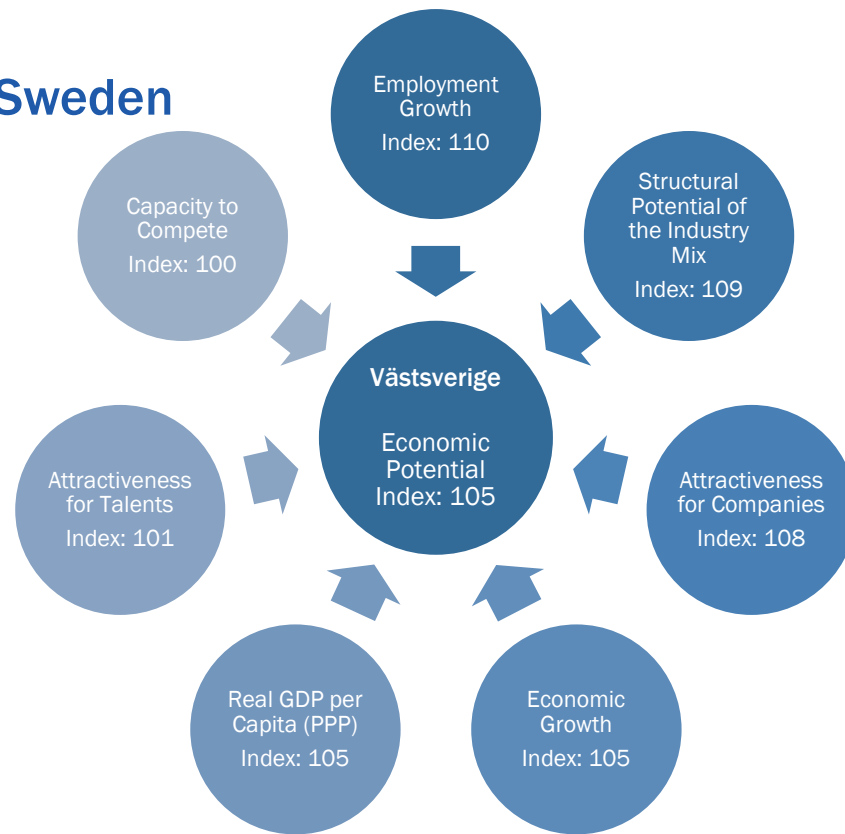 Sweden
Employment
Growth
Index: 110
Structural
Potential of
the Industry
Mix
Index: 109
Attractiveness
for Companies
Index: 108
Economic
Growth
Index: 105
Real GDP per
Capita (PPP)
Index: 105
Attractiveness
for Talents
Index: 101
Capacity to
Compete
Index: 100
Västsverige
Economic
Potential
Index: 105